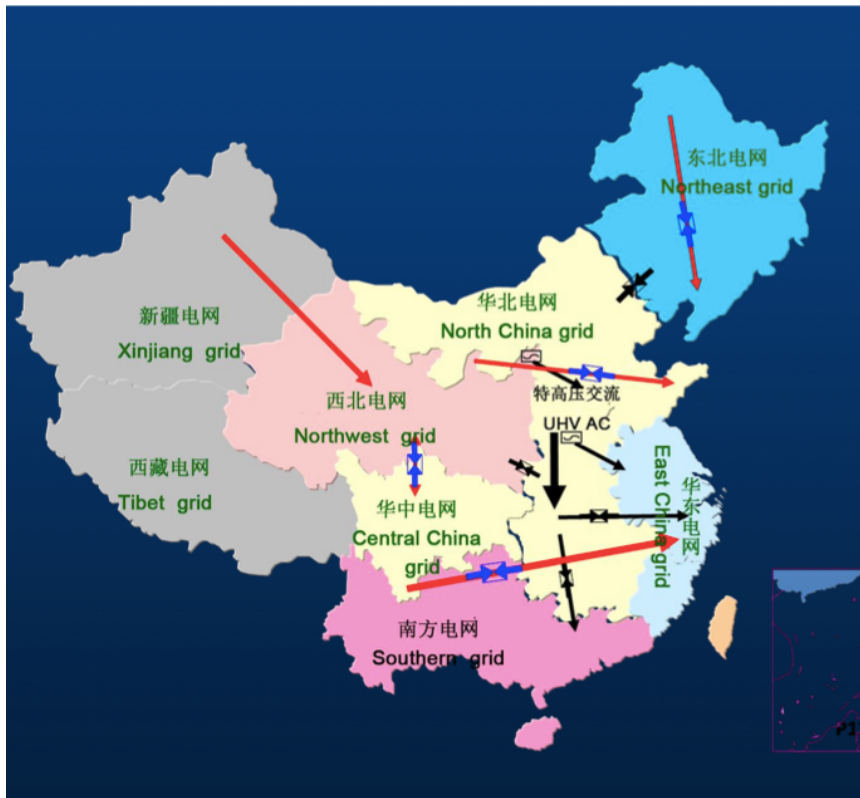 东北电网
Northeast grid
华北电网
North China grid
新疆电网
Xinjiang grid
特高压交流
UHV AC
西北电网
Northwest grid
西藏电网
Tibet grid
华中电网
Central China
grid
华东电网
East China grid
南方电网
Southern grid